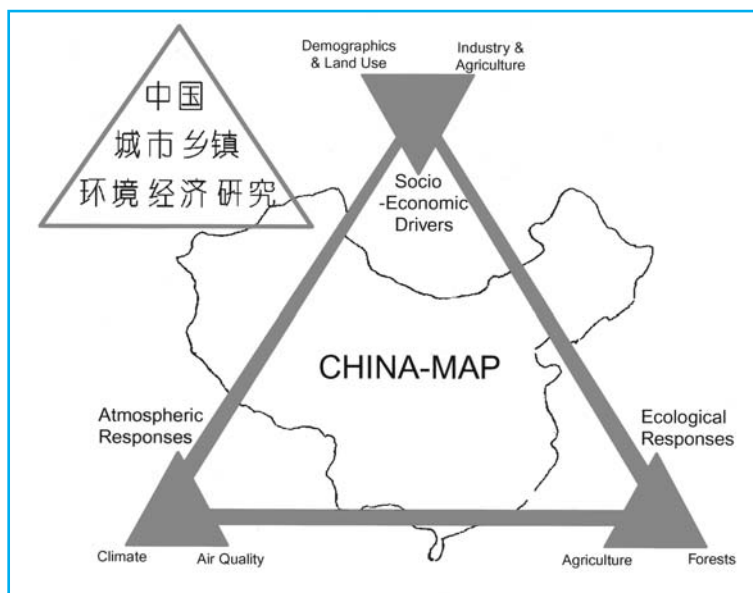 Demographics
& Land Use
Industry &
Agriculture
中国
城市乡镇
环境经济研究
Socio
-Economic
Drivers
CHINA-MAP
Atmospheric
Responses
Ecological
Responses
Climate
Air Quality
Agriculture
Forests